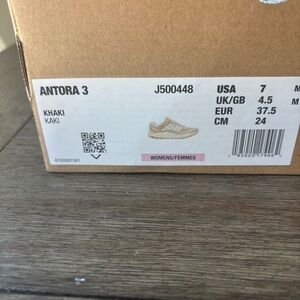 ANTORA 3 J500448 USA 7 M
UK/GB 4.5 M
KHAKI EUR 37.5
KAKI CM 24
WOMENS/FEMMES